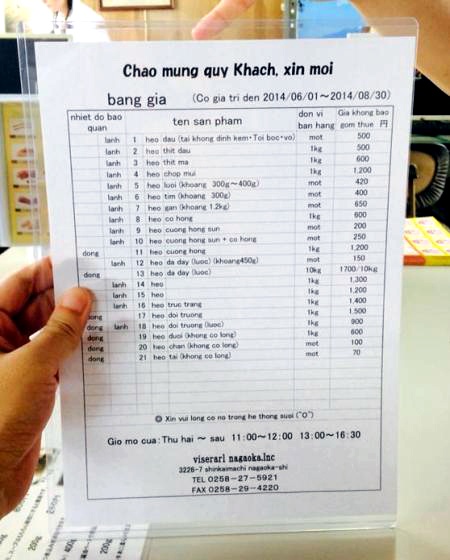 Chao mung quy Khach, xin moi
bang gia (Co gia tri den 2014/06/01～2014/08/30)
nhiet do bao quan ten san pham don vi ban hang Gia khong bao gom thue 円
lanh 1 heo dau (tai khong dinh kem・Toi boc・vo) mot 500
lanh 2 heo thit dau 1kg 500
lanh 3 heo thit ma 1kg 600
lanh 4 heo chop mui 1kg 1,200
lanh 5 heo luoi (khoang 300g～400g) mot 420
lanh 6 heo tim (khoang 300g) mot 400
lanh 7 heo gan (khoang 1.2kg) mot 650
lanh 8 heo co hong 1kg 600
lanh 9 heo cuong hong sun mot 200
lanh 10 heo cuong hong sun + co hong mot 250
dong 11 heo cuong hong 1kg 1,200
lanh 12 heo da day (luoc) (khoang450g) mot 150
dong 13 heo da day (luoc) 10kg 1700/10kg
lanh 14 heo 1kg 1,300
lanh 15 heo 1kg 1,200
lanh 16 heo truc trang 1kg 1,400
dong 17 heo doi truong 1kg 1,500
dong lanh 18 heo doi truong (luoc) 1kg 900
dong 19 heo duoi (khong co long) 1kg 600
dong 20 heo chan (khong co long) mot 100
dong 21 heo tai (khong co long) mot 70
◎ Xin vui long co no trong he thong suoi (^O^)
Gio mo cua : Thu hai ～ sau 11:00～12:00 13:00～16:30
viserarl nagaoka.Inc
3226-7 shinkaimachi nagaoka-shi
TEL 0258-27-5921
FAX 0258-29-4220